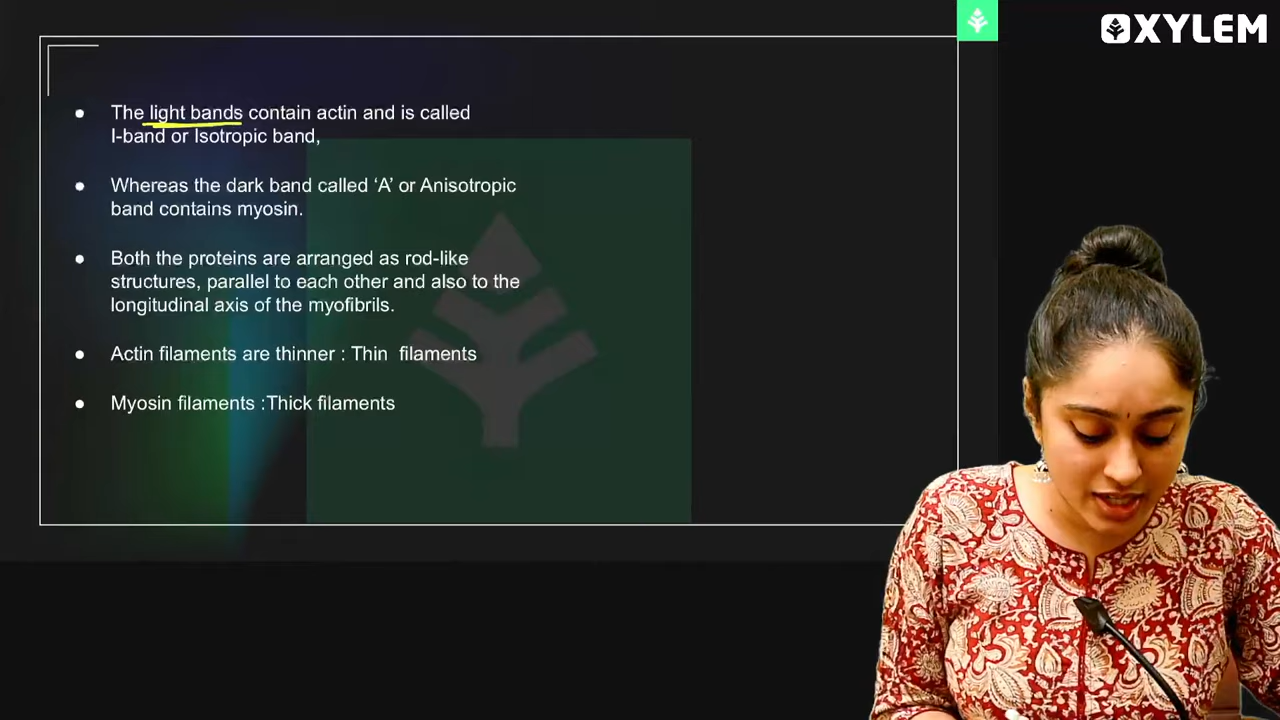 XYLEM
The light bands contain actin and is called
I-band or Isotropic band,
Whereas the dark band called ‘A’ or Anisotropic
band contains myosin.
Both the proteins are arranged as rod-like
structures, parallel to each other and also to the
longitudinal axis of the myofibrils.
Actin filaments are thinner : Thin  filaments
Myosin filaments :Thick filaments